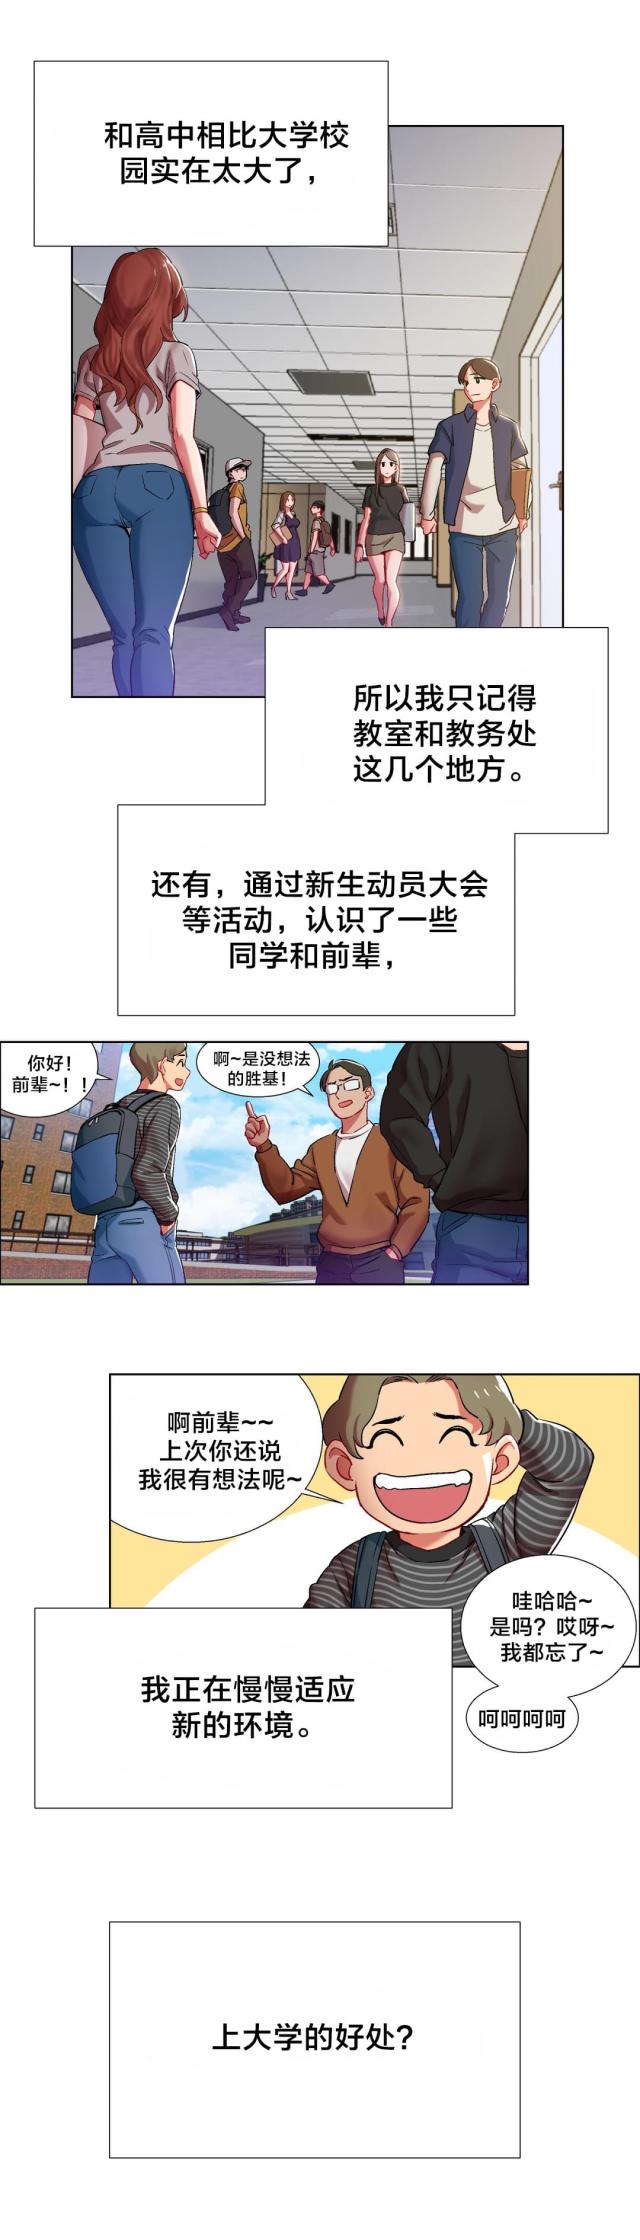 和高中相比大学校
园实在太大了，
所以我只记得
教室和教务处
这几个地方。
还有，通过新生动员大会
等活动，认识了一些
同学和前辈，
你好！
前辈~！！
啊~是没想法
的胜基！
啊前辈~~
上次你还说
我很有想法呢~
哇哈哈~
是吗？哎呀~
我都忘了~
呵呵呵呵
我正在慢慢适应
新的环境。
上大学的好处？